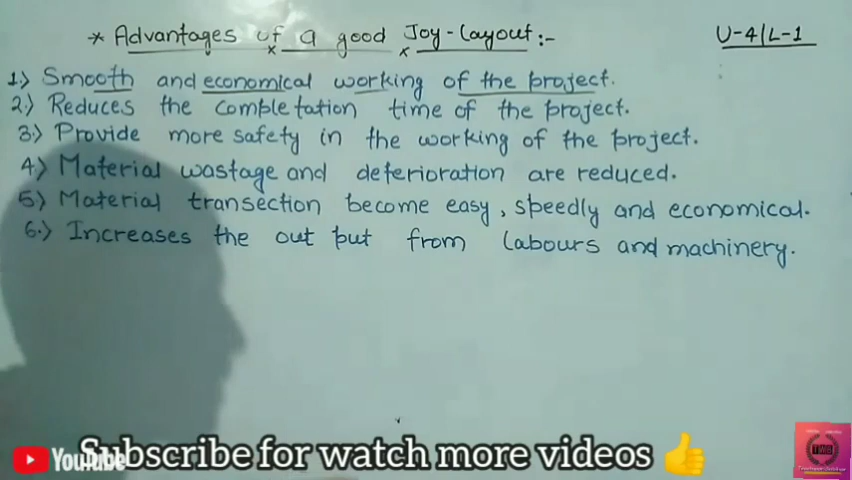 * Advantages of a good Joy-Layout:-
U-4/L-1
1.) Smooth and economical working of the project.
2.) Reduces the completation time of the project.
3.) Provide more safety in the working of the project.
4.) Material wastage and deterioration are reduced.
5.) Material transection become easy, speedly and economical.
6.) Increases the out put from labours and machinery.
Subscribe for watch more videos 👍
YouTube
TWB